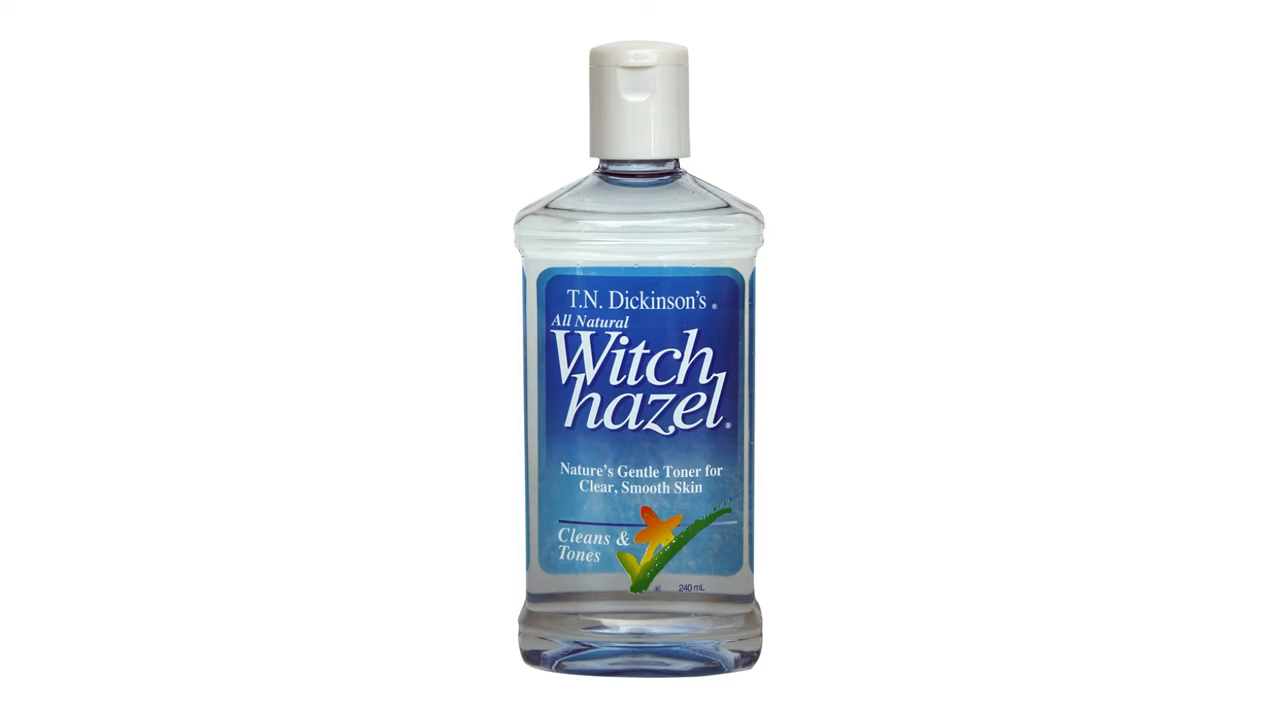 T.N. Dickinson's®
All Natural
Witch
hazel®
Nature's Gentle Toner for
Clear, Smooth Skin
Cleans &
Tones
® 240 mL